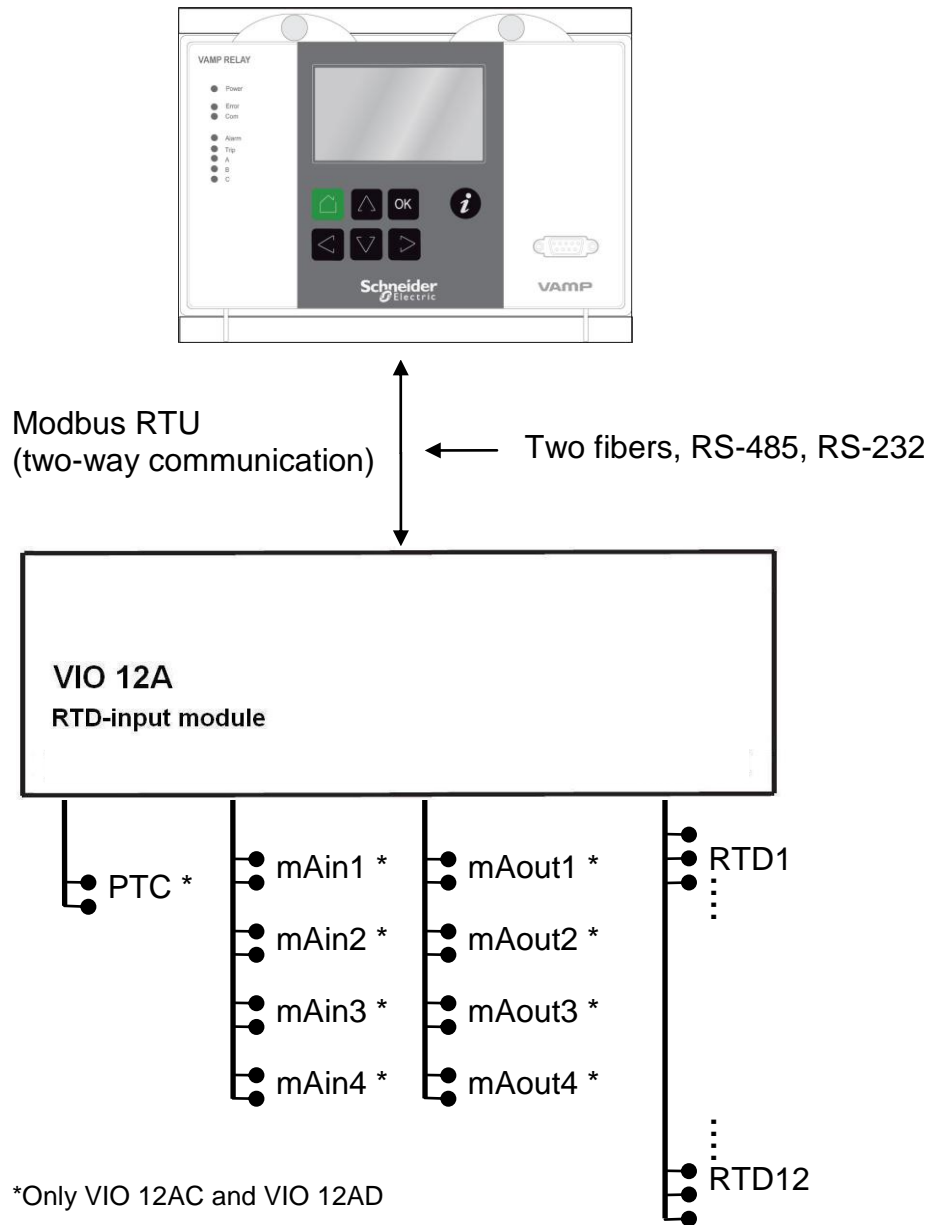 VAMP RELAY
Power
Error
Com
Alarm
Trip
A
B
C
OK
i
Schneider
Electric
VAMP
Modbus RTU
(two-way communication)
Two fibers, RS-485, RS-232
VIO 12A
RTD-input module
PTC *
mAin1 *
mAin2 *
mAin3 *
mAin4 *
mAout1 *
mAout2 *
mAout3 *
mAout4 *
RTD1
RTD12
*Only VIO 12AC and VIO 12AD